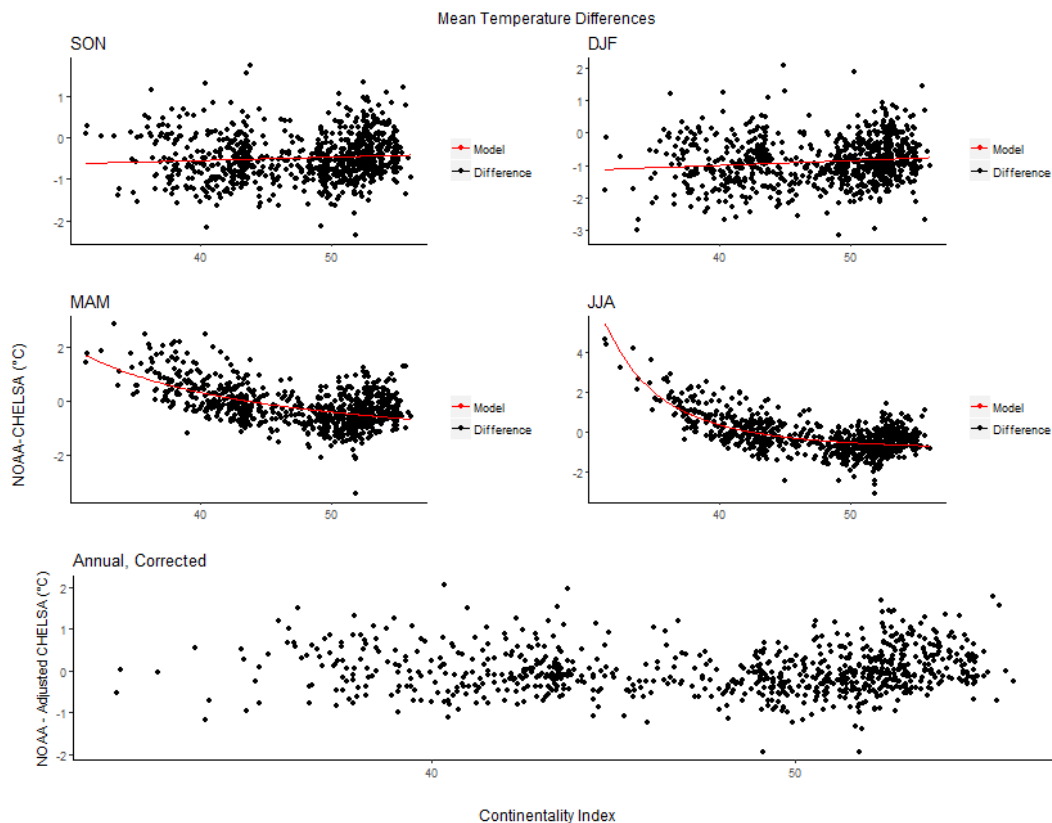 Mean Temperature Differences
SON
DJF
1
0
-1
-2
40
50
Model
Difference
2
1
0
-1
-2
-3
40
50
Model
Difference
MAM
JJA
NOAA-CHELSA (°C)
2
0
-2
40
50
Model
Difference
4
2
0
-2
40
50
Model
Difference
Annual, Corrected
NOAA - Adjusted CHELSA (°C)
2
1
0
-1
-2
40
50
Continentality Index